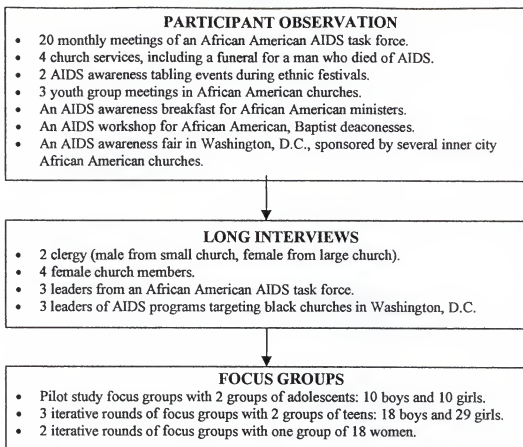 PARTICIPANT OBSERVATION
• 20 monthly meetings of an African American AIDS task force.
• 4 church services, including a funeral for a man who died of AIDS.
• 2 AIDS awareness tabling events during ethnic festivals.
• 3 youth group meetings in African American churches.
• An AIDS awareness breakfast for African American ministers.
• An AIDS workshop for African American, Baptist deaconesses.
• An AIDS awareness fair in Washington, D.C., sponsored by several inner city
African American churches.
LONG INTERVIEWS
• 2 clergy (male from small church, female from large church).
• 4 female church members.
• 3 leaders from an African American AIDS task force.
• 3 leaders of AIDS programs targeting black churches in Washington, D.C.
FOCUS GROUPS
• Pilot study focus groups with 2 groups of adolescents: 10 boys and 10 girls.
• 3 iterative rounds of focus groups with 2 groups of teens: 18 boys and 29 girls.
• 2 iterative rounds of focus groups with one group of 18 women.